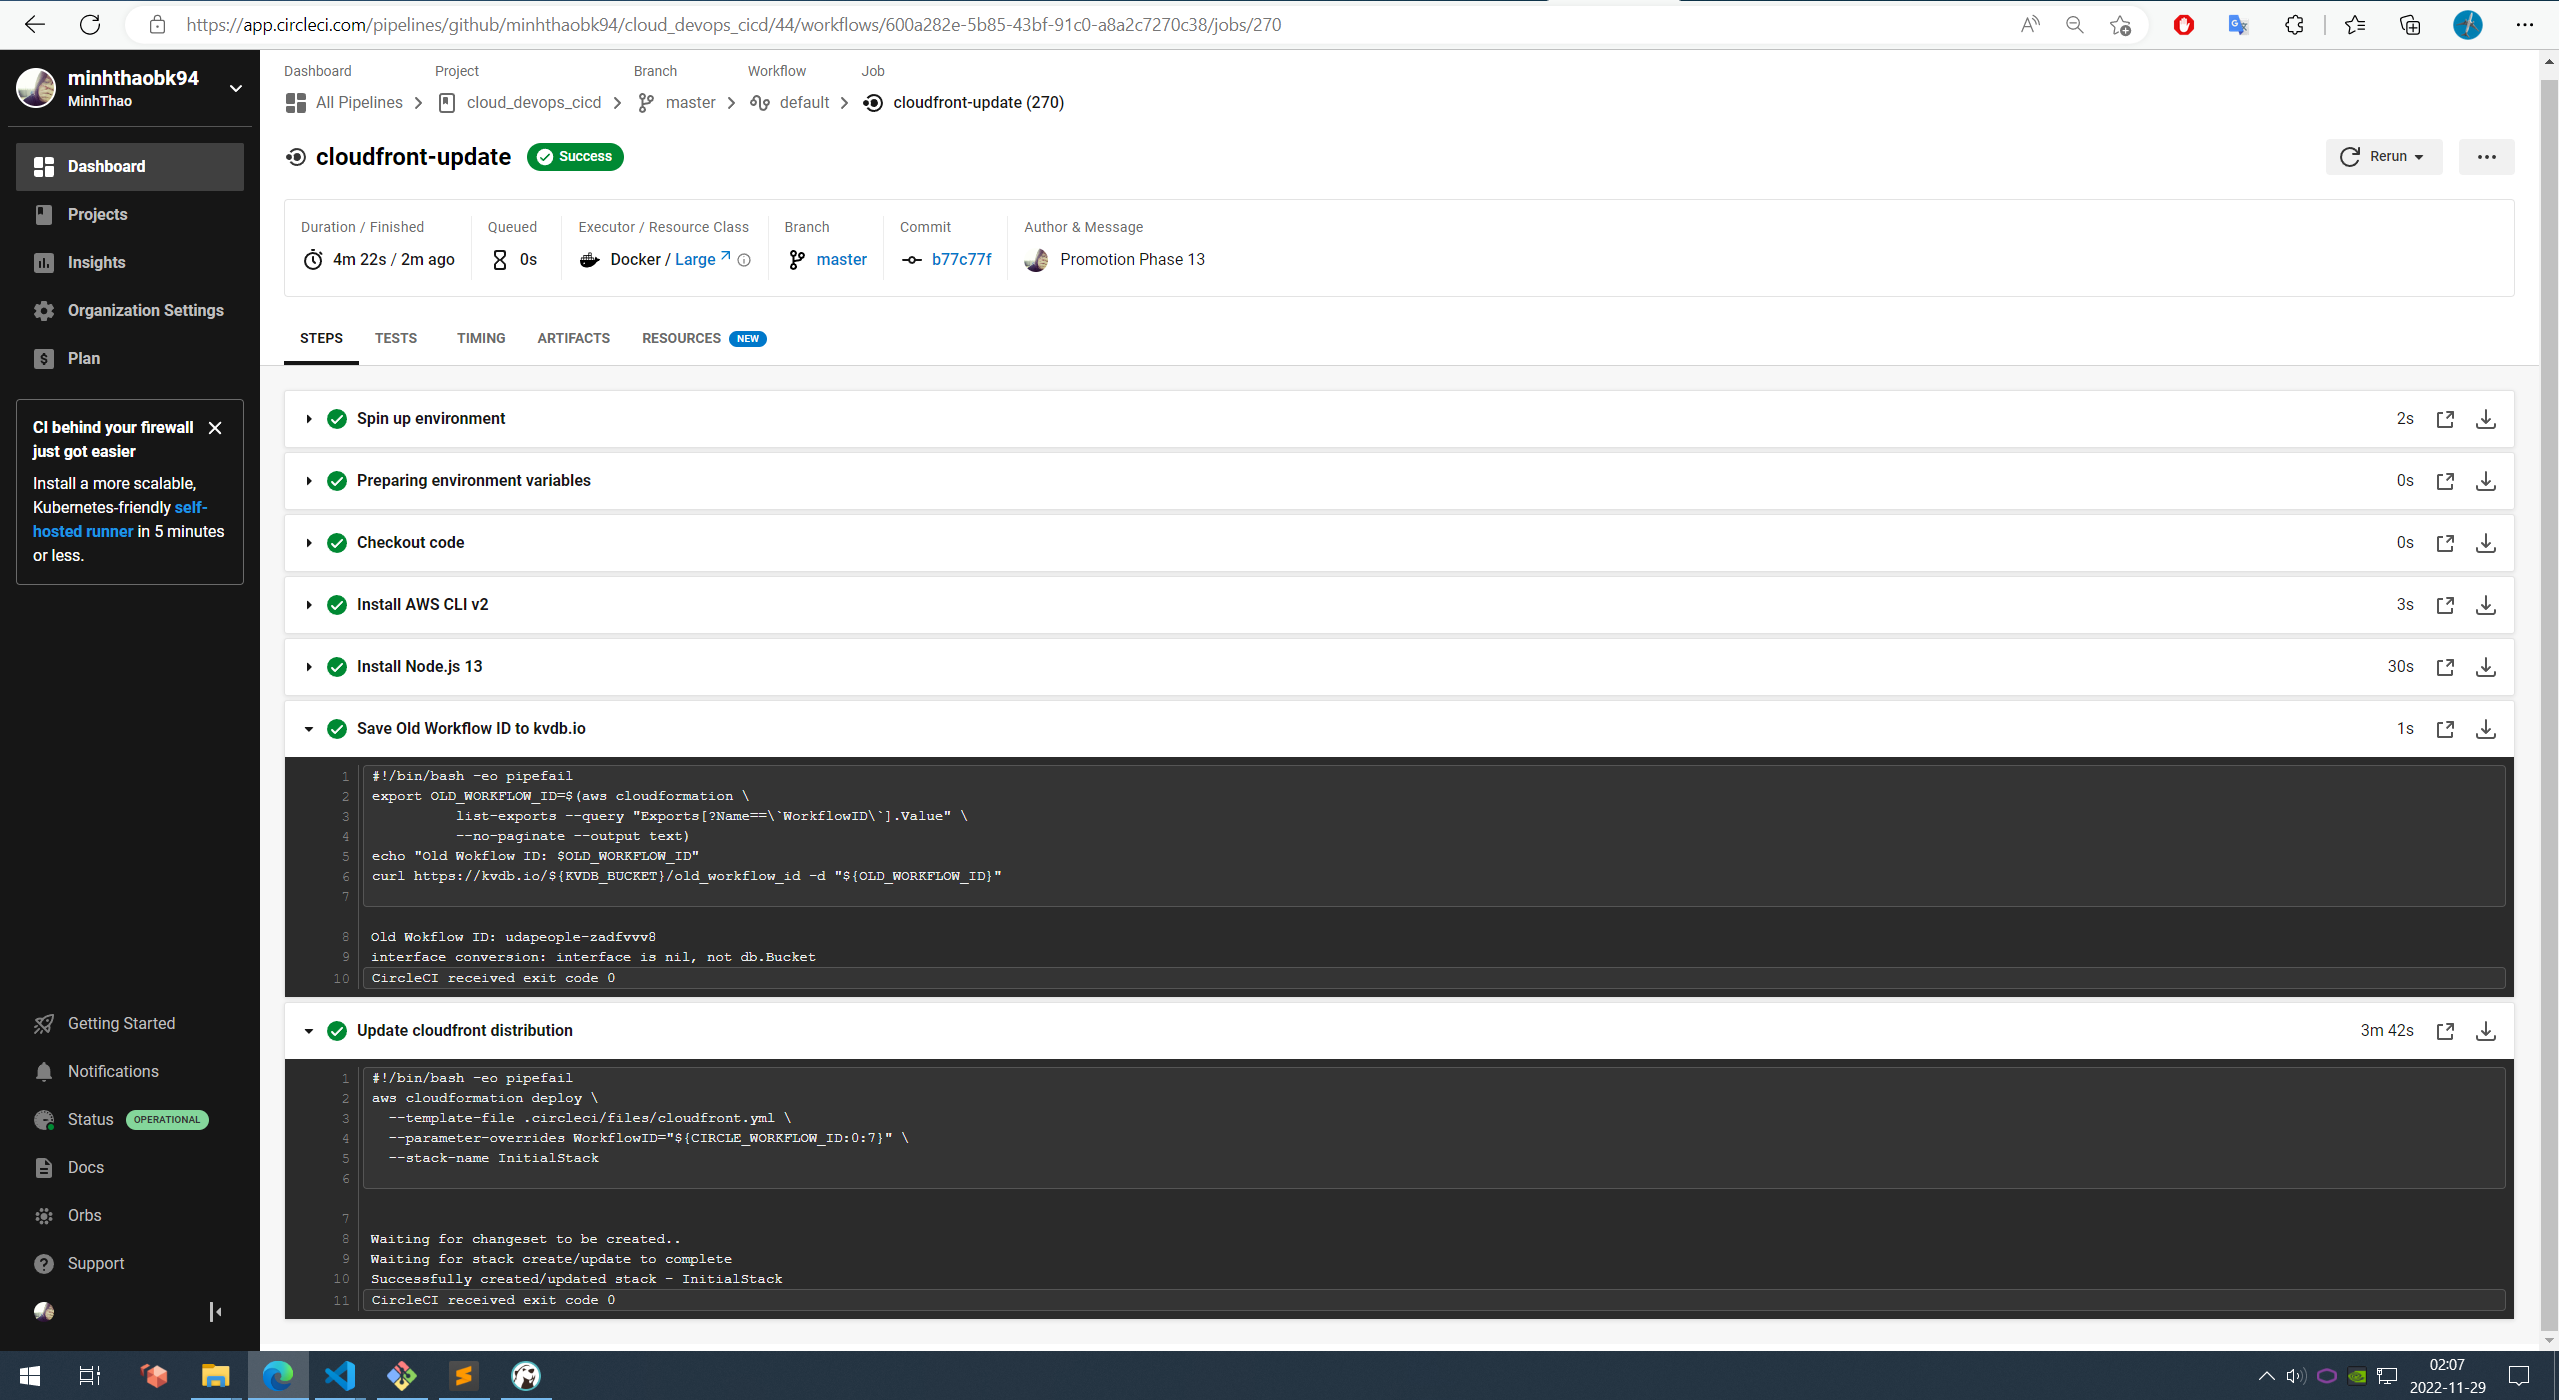 https://app.circleci.com/pipelines/github/minhthaobk94/cloud_devops_cicd/44/workflows/600a282e-5b85-43bf-91c0-a8a2c7270c38/jobs/270
minhthaobk94
MinhThao
Dashboard
Projects
Insights
Organization Settings
Plan
CI behind your firewall
just got easier
Install a more scalable,
Kubernetes-friendly self-
hosted runner in 5 minutes
or less.
Getting Started
Notifications
Status OPERATIONAL
Docs
Orbs
Support
Dashboard Project Branch Workflow Job
All Pipelines cloud_devops_cicd master default cloudfront-update (270)
cloudfront-update Success Rerun
Duration / Finished Queued Executor / Resource Class Branch Commit Author & Message
4m 22s / 2m ago 0s Docker / Large master b77c77f Promotion Phase 13
STEPS TESTS TIMING ARTIFACTS RESOURCES NEW
Spin up environment 2s
Preparing environment variables 0s
Checkout code 0s
Install AWS CLI v2 3s
Install Node.js 13 30s
Save Old Workflow ID to kvdb.io 1s
1 #!/bin/bash -eo pipefail
2 export OLD_WORKFLOW_ID=$(aws cloudformation \
3 list-exports --query "Exports[?Name==\`WorkflowID\`].Value" \
4 --no-paginate --output text)
5 echo "Old Wokflow ID: $OLD_WORKFLOW_ID"
6 curl https://kvdb.io/${KVDB_BUCKET}/old_workflow_id -d "${OLD_WORKFLOW_ID}"
7
8 Old Wokflow ID: udapeople-zadfvvv8
9 interface conversion: interface is nil, not db.Bucket
10 CircleCI received exit code 0
Update cloudfront distribution 3m 42s
1 #!/bin/bash -eo pipefail
2 aws cloudformation deploy \
3 --template-file .circleci/files/cloudfront.yml \
4 --parameter-overrides WorkflowID="${CIRCLE_WORKFLOW_ID:0:7}" \
5 --stack-name InitialStack
6
7
8 Waiting for changeset to be created..
9 Waiting for stack create/update to complete
10 Successfully created/updated stack - InitialStack
11 CircleCI received exit code 0
02:07
2022-11-29